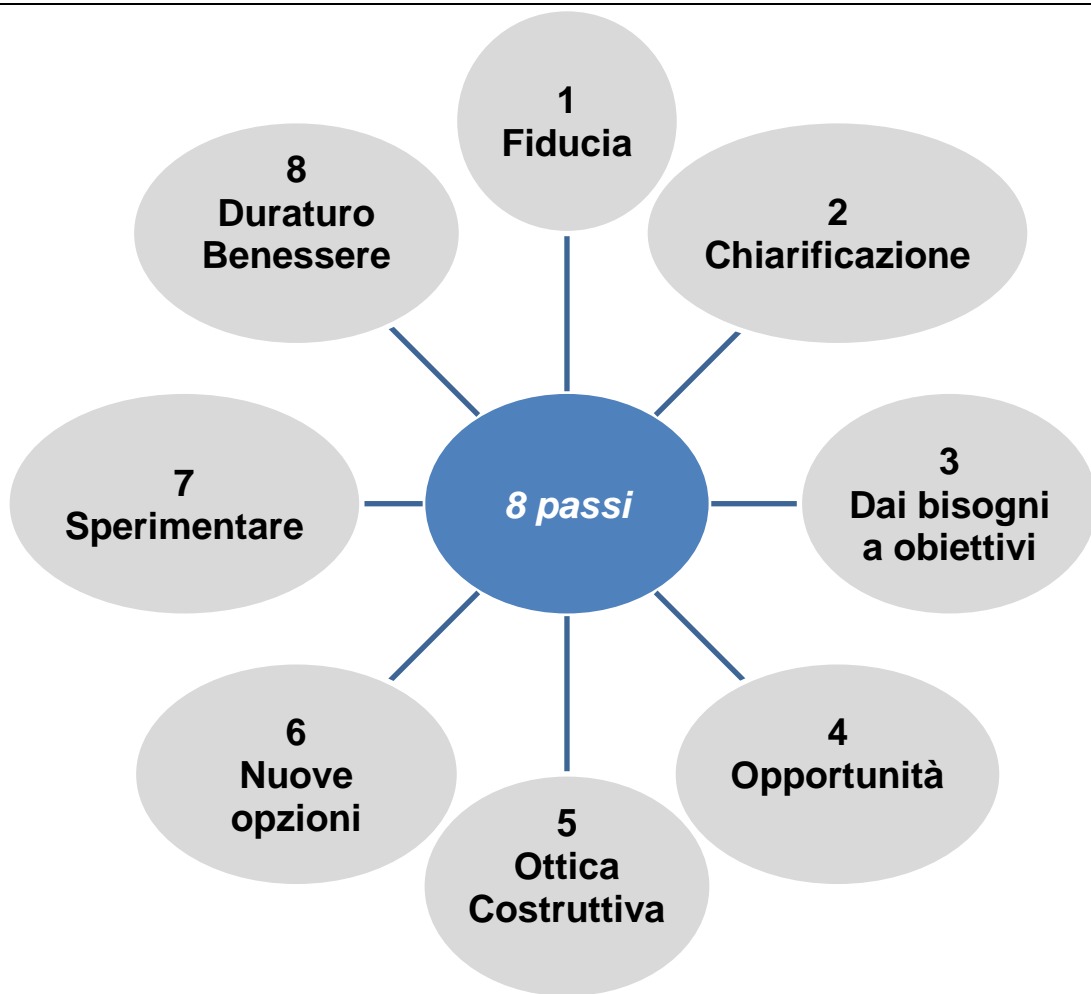 1
Fiducia
2
Chiarificazione
3
Dai bisogni
a obiettivi
4
Opportunità
5
Ottica
Costruttiva
6
Nuove
opzioni
7
Sperimentare
8
Duraturo
Benessere
8 passi